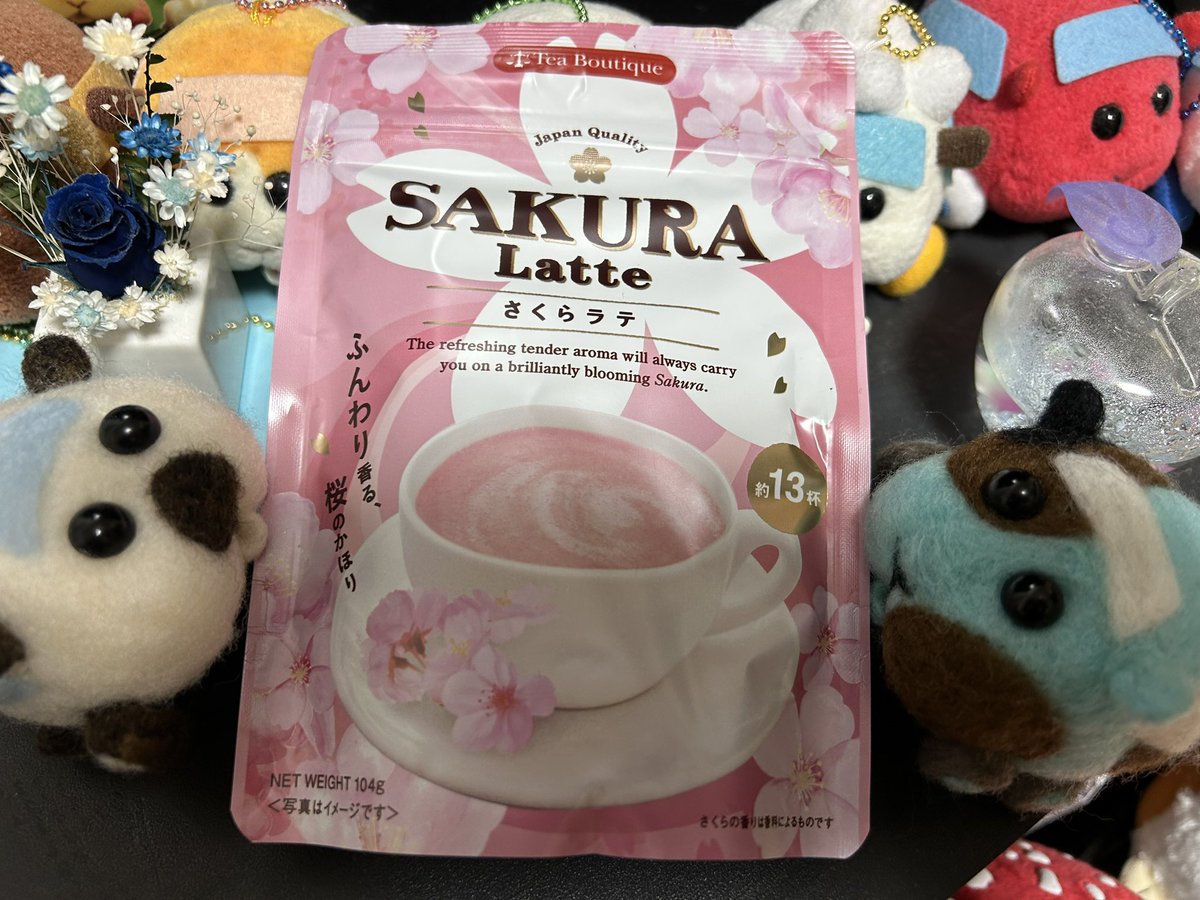 Tea Boutique
Japan Quality
SAKURA
Latte
さくらラテ
The refreshing tender aroma will always carry
you on a brilliantly blooming Sakura.
ふんわり香る、
桜のかほり
約13杯
NET WEIGHT 104g
<写真はイメージです>
さくらの香りは香料によるものです